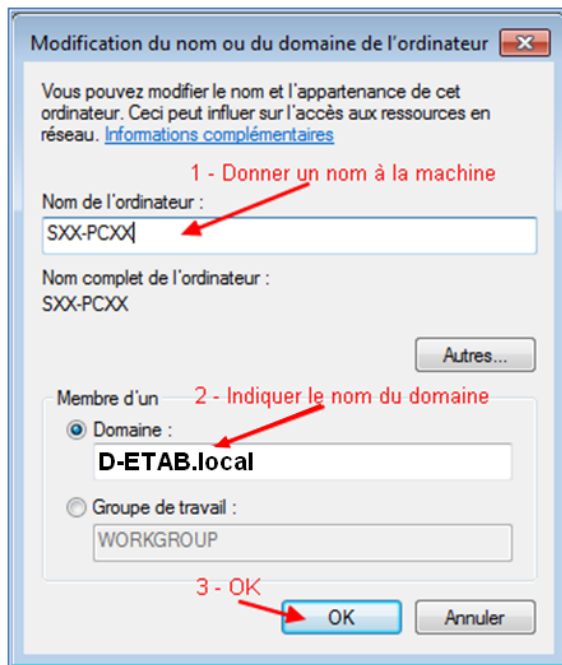 Modification du nom ou du domaine de l'ordinateur
Vous pouvez modifier le nom et l'appartenance de cet
ordinateur. Ceci peut influer sur l'accès aux ressources en
réseau. Informations complémentaires
1 - Donner un nom à la machine
Nom de l'ordinateur :
SXX-PCXX
Nom complet de l'ordinateur :
SXX-PCXX
Autres...
Membre d'un
2 - Indiquer le nom du domaine
Domaine :
D-ETAB.local
Groupe de travail :
WORKGROUP
3 - OK
OK
Annuler